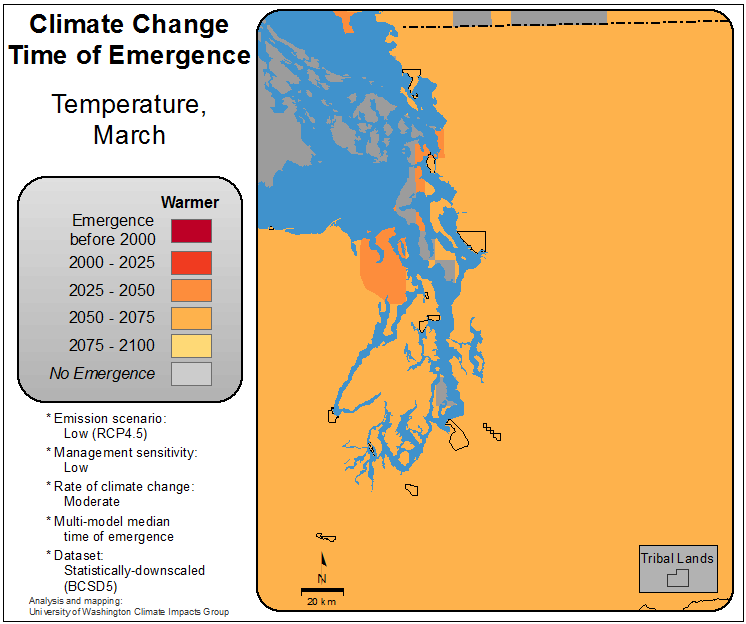 Climate Change
Time of Emergence
Temperature,
March
Warmer
Emergence
before 2000
2000 - 2025
2025 - 2050
2050 - 2075
2075 - 2100
No Emergence
* Emission scenario:
Low (RCP4.5)
* Management sensitivity:
Low
* Rate of climate change:
Moderate
* Multi-model median
time of emergence
* Dataset:
Statistically-downscaled
(BCSD5)
Analysis and mapping:
University of Washington Climate Impacts Group
N
20 km
Tribal Lands